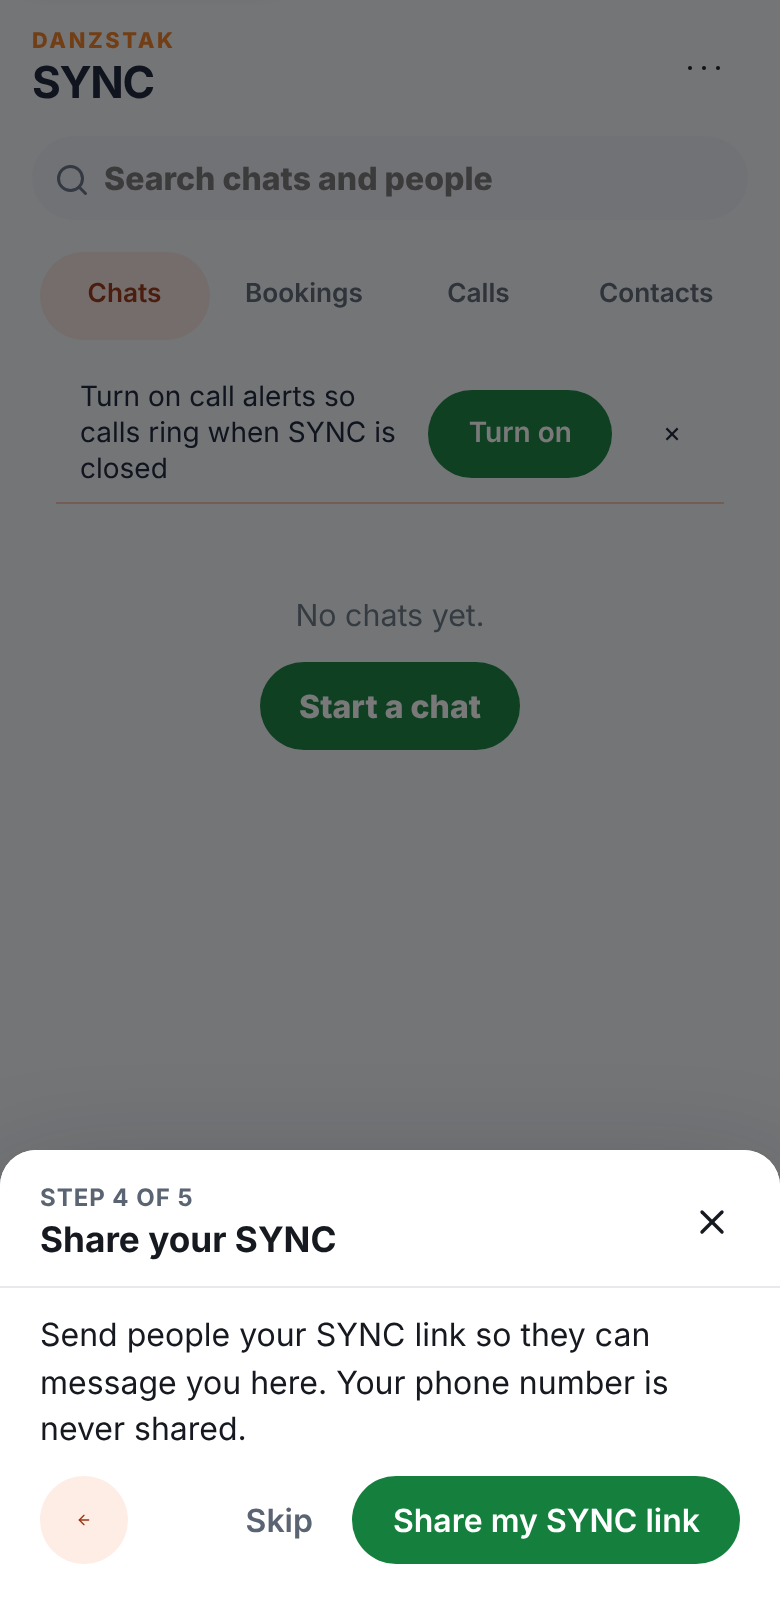 DANZSTAK
SYNC
...
Search chats and people
Chats Bookings Calls Contacts
Turn on call alerts so
calls ring when SYNC is
closed
Turn on
No chats yet.
Start a chat
STEP 4 OF 5
Share your SYNC
Send people your SYNC link so they can
message you here. Your phone number is
never shared.
Skip Share my SYNC link